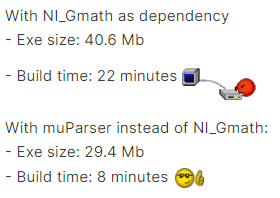 With NI_Gmath as dependency
- Exe size: 40.6 Mb
- Build time: 22 minutes
With muParser instead of NI_Gmath:
- Exe size: 29.4 Mb
- Build time: 8 minutes